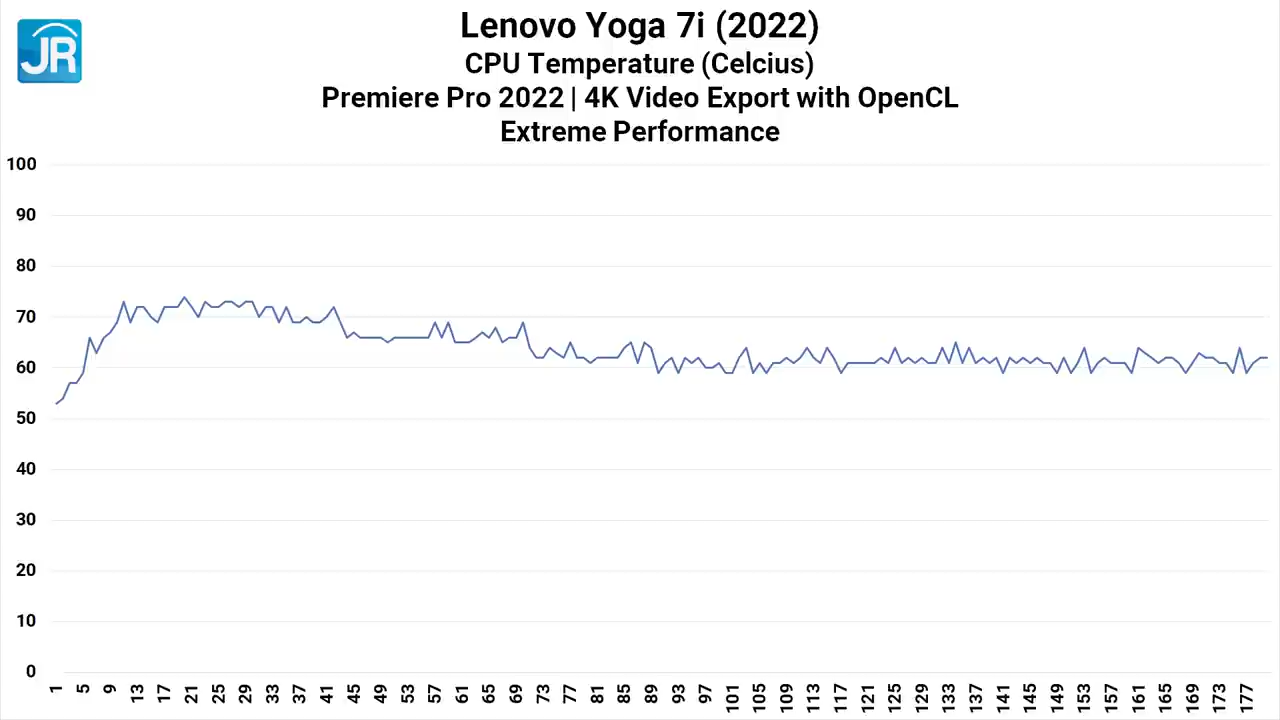 JR
Lenovo Yoga 7i (2022)
CPU Temperature (Celcius)
Premiere Pro 2022 | 4K Video Export with OpenCL
Extreme Performance
100
90
80
70
60
50
40
30
20
10
0
1 5 9 13 17 21 25 29 33 37 41 45 49 53 57 61 65 69 73 77 81 85 89 93 97 101 105 109 113 117 121 125 129 133 137 141 145 149 153 157 161 165 169 173 177